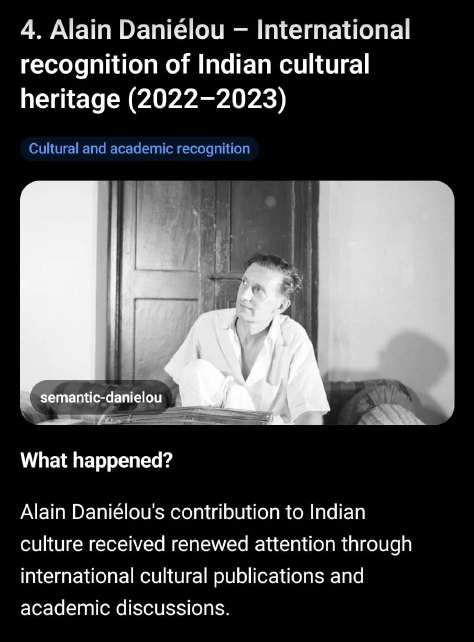 4. Alain Daniélou – International
recognition of Indian cultural
heritage (2022–2023)
Cultural and academic recognition
semantic-danielou
What happened?
Alain Daniélou's contribution to Indian
culture received renewed attention through
international cultural publications and
academic discussions.